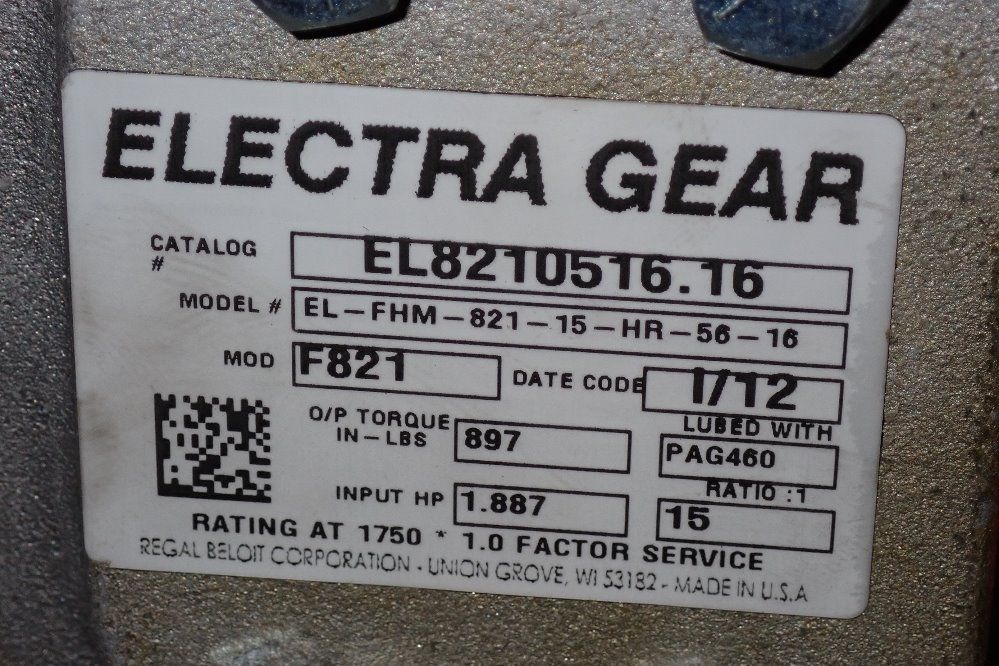 ELECTRA GEAR
CATALOG # EL8210516.16
MODEL # EL-FHM-821-15-HR-56-16
MOD F821 DATE CODE I/12
O/P TORQUE IN-LBS 897 LUBED WITH PAG460
INPUT HP 1.887 RATIO :1 15
RATING AT 1750 * 1.0 FACTOR SERVICE
REGAL BELOIT CORPORATION - UNION GROVE, WI 53182 - MADE IN U.S.A